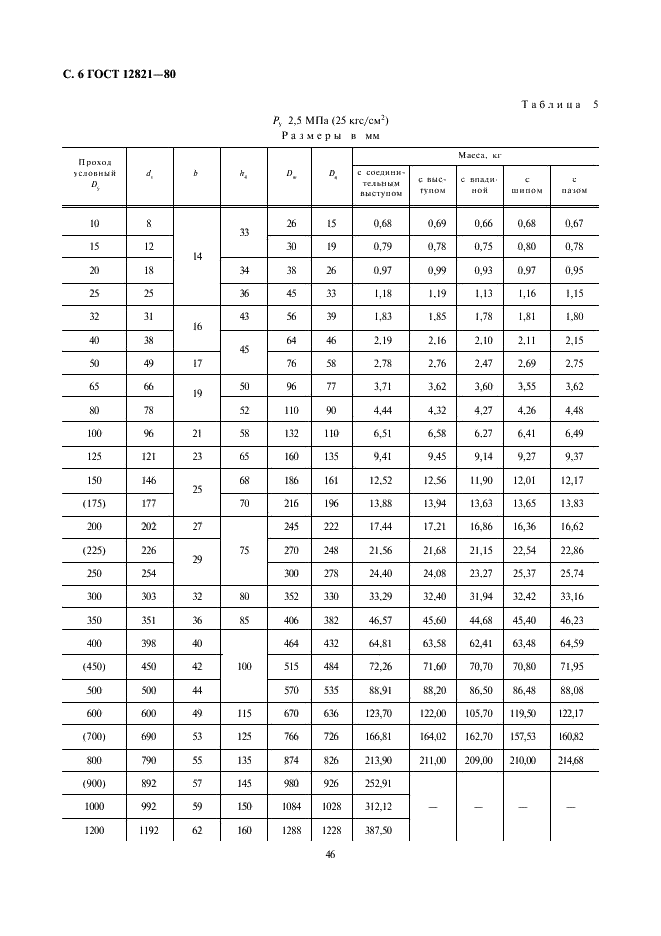 С. 6 ГОСТ 12821—80
Таблица 5
Pу 2,5 МПа (25 кгс/см²)
Размеры в мм
Проход условный Dу | d₁ | b | h | Dм | Dн | Масса, кг
с соединительным выступом | с выступом | с впадиной | с шипом | с пазом
10 | 8 | 14 | 33 | 26 | 15 | 0,68 | 0,69 | 0,66 | 0,68 | 0,67
15 | 12 | 30 | 19 | 0,79 | 0,78 | 0,75 | 0,80 | 0,78
20 | 18 | 34 | 38 | 26 | 0,97 | 0,99 | 0,93 | 0,97 | 0,95
25 | 25 | 36 | 45 | 33 | 1,18 | 1,19 | 1,13 | 1,16 | 1,15
32 | 31 | 16 | 43 | 56 | 39 | 1,83 | 1,85 | 1,78 | 1,81 | 1,80
40 | 38 | 45 | 64 | 46 | 2,19 | 2,16 | 2,10 | 2,11 | 2,15
50 | 49 | 17 | 76 | 58 | 2,78 | 2,76 | 2,47 | 2,69 | 2,75
65 | 66 | 19 | 50 | 96 | 77 | 3,71 | 3,62 | 3,60 | 3,55 | 3,62
80 | 78 | 52 | 110 | 90 | 4,44 | 4,32 | 4,27 | 4,26 | 4,48
100 | 96 | 21 | 58 | 132 | 110 | 6,51 | 6,58 | 6,27 | 6,41 | 6,49
125 | 121 | 23 | 65 | 160 | 135 | 9,41 | 9,45 | 9,14 | 9,27 | 9,37
150 | 146 | 25 | 68 | 186 | 161 | 12,52 | 12,56 | 11,90 | 12,01 | 12,17
(175) | 177 | 70 | 216 | 196 | 13,88 | 13,94 | 13,63 | 13,65 | 13,83
200 | 202 | 27 | 75 | 245 | 222 | 17,44 | 17,21 | 16,86 | 16,36 | 16,62
(225) | 226 | 29 | 270 | 248 | 21,56 | 21,68 | 21,15 | 22,54 | 22,86
250 | 254 | 300 | 278 | 24,40 | 24,08 | 23,27 | 25,37 | 25,74
300 | 303 | 32 | 80 | 352 | 330 | 33,29 | 32,40 | 31,94 | 32,42 | 33,16
350 | 351 | 36 | 85 | 406 | 382 | 46,57 | 45,60 | 44,68 | 45,40 | 46,23
400 | 398 | 40 | 100 | 464 | 432 | 64,81 | 63,58 | 62,41 | 63,48 | 64,59
(450) | 450 | 42 | 515 | 484 | 72,26 | 71,60 | 70,70 | 70,80 | 71,95
500 | 500 | 44 | 570 | 535 | 88,91 | 88,20 | 86,50 | 86,48 | 88,08
600 | 600 | 49 | 115 | 670 | 636 | 123,70 | 122,00 | 105,70 | 119,50 | 122,17
(700) | 690 | 53 | 125 | 766 | 726 | 166,81 | 164,02 | 162,70 | 157,53 | 160,82
800 | 790 | 55 | 135 | 874 | 826 | 213,90 | 211,00 | 209,00 | 210,00 | 214,68
(900) | 892 | 57 | 145 | 980 | 926 | 252,91
1000 | 992 | 59 | 150 | 1084 | 1028 | 312,12 | — | — | — | —
1200 | 1192 | 62 | 160 | 1288 | 1228 | 387,50
46